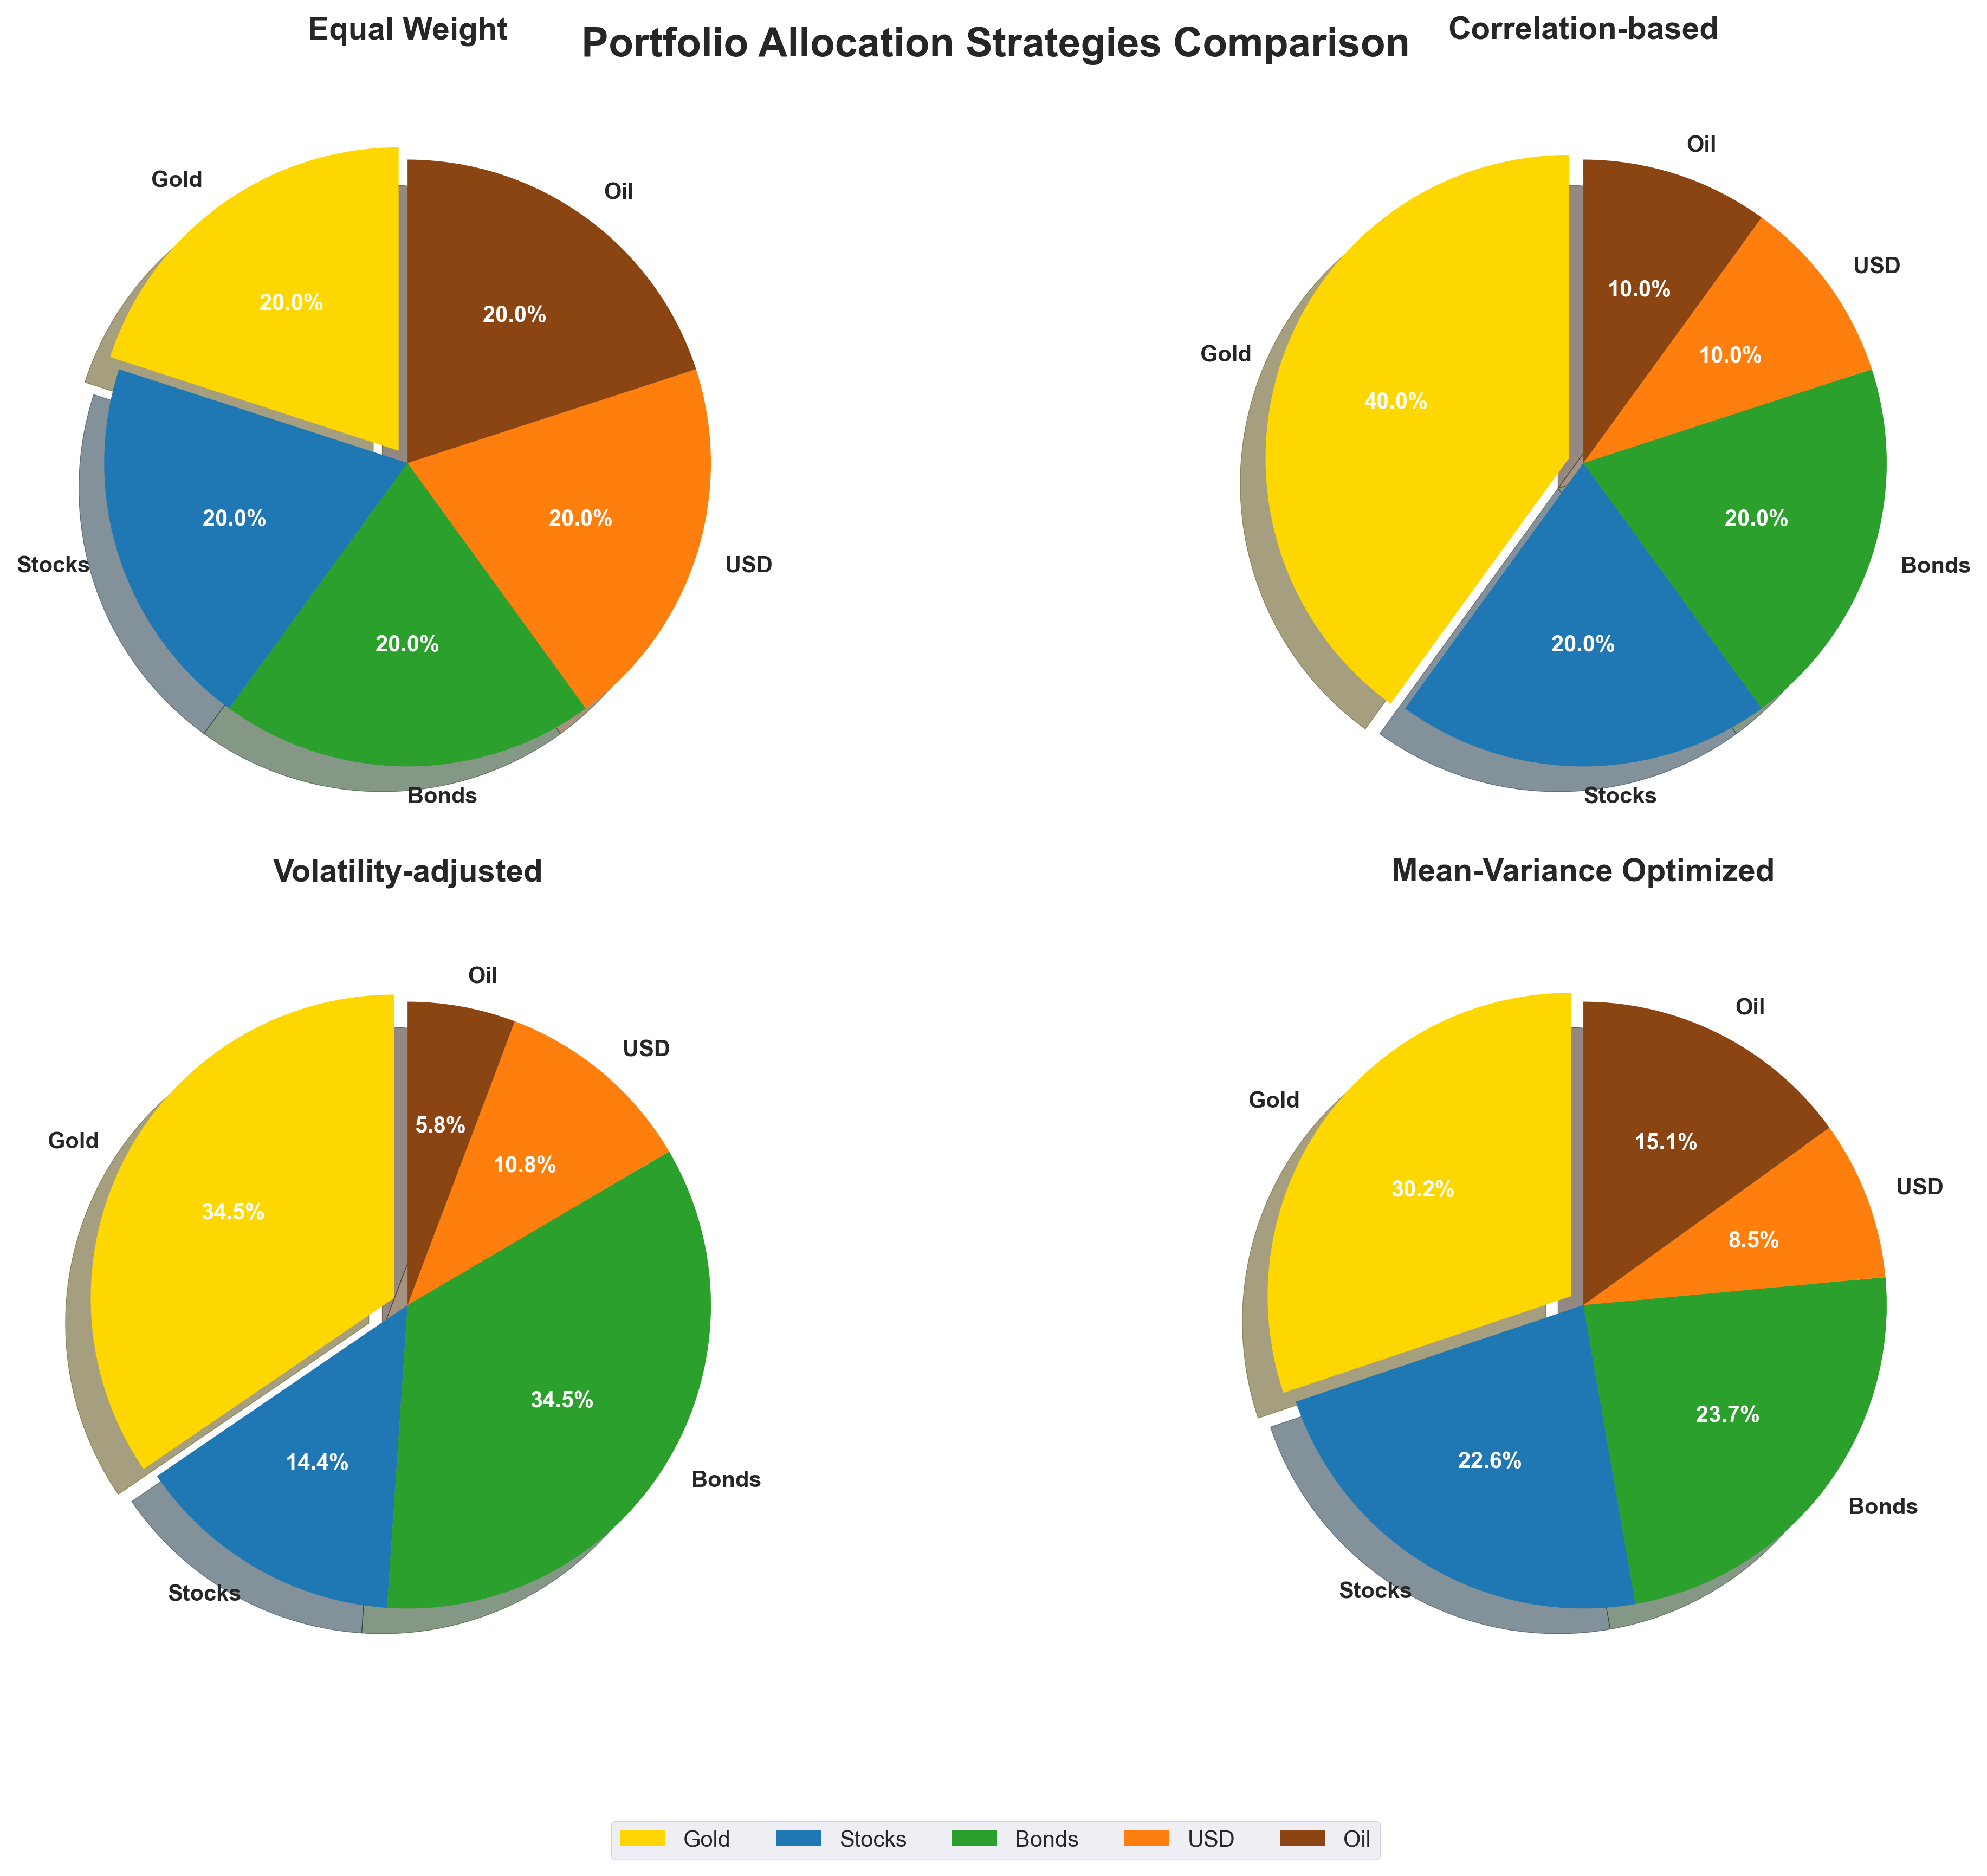 Portfolio Allocation Strategies Comparison
Equal Weight
Gold
Oil
20.0%
20.0%
20.0%
20.0%
Stocks
USD
20.0%
Bonds
Correlation-based
Oil
USD
10.0%
Gold
10.0%
40.0%
20.0%
Bonds
20.0%
Stocks
Volatility-adjusted
Oil
USD
5.8%
Gold
10.8%
34.5%
34.5%
14.4%
Bonds
Stocks
Mean-Variance Optimized
Oil
Gold
15.1%
30.2%
USD
8.5%
23.7%
22.6%
Bonds
Stocks
Gold Stocks Bonds USD Oil